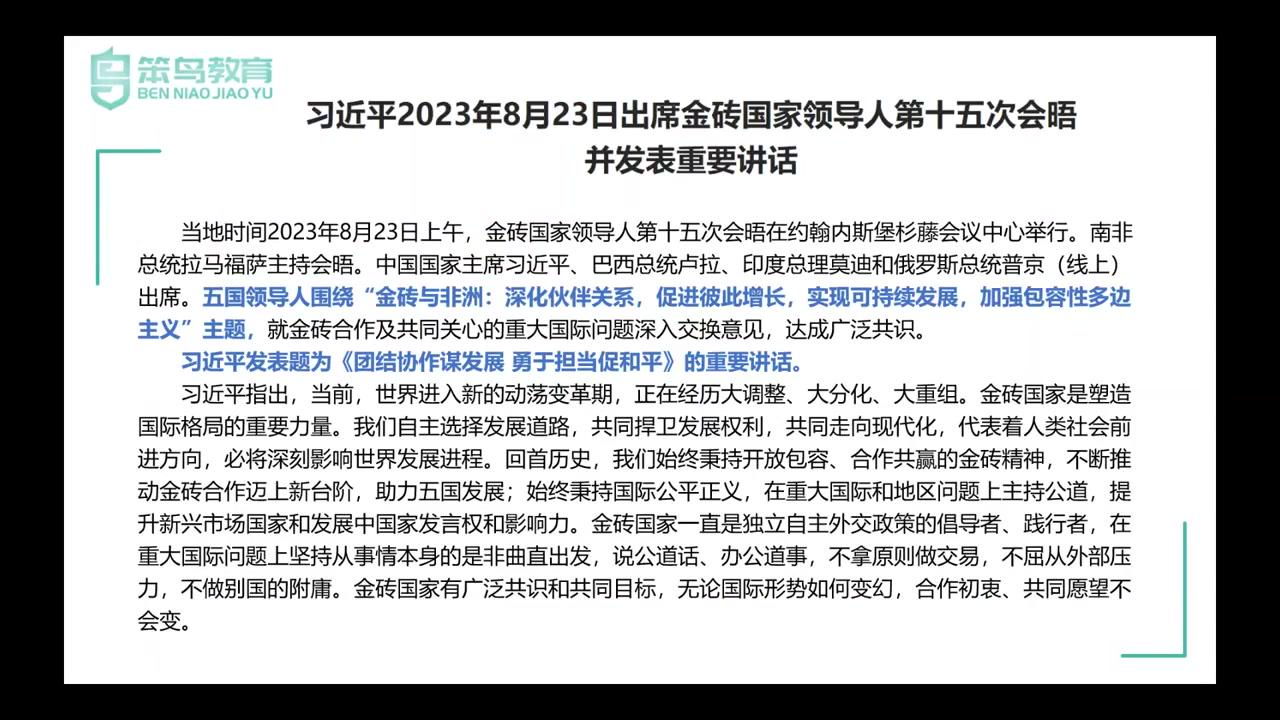 笨鸟教育
BEN NIAO JIAO YU
习近平2023年8月23日出席金砖国家领导人第十五次会晤
并发表重要讲话
当地时间2023年8月23日上午，金砖国家领导人第十五次会晤在约翰内斯堡杉藤会议中心举行。南非
总统拉马福萨主持会晤。中国国家主席习近平、巴西总统卢拉、印度总理莫迪和俄罗斯总统普京（线上）
出席。五国领导人围绕“金砖与非洲：深化伙伴关系，促进彼此增长，实现可持续发展，加强包容性多边
主义”主题，就金砖合作及共同关心的重大国际问题深入交换意见，达成广泛共识。
习近平发表题为《团结协作谋发展 勇于担当促和平》的重要讲话。
习近平指出，当前，世界进入新的动荡变革期，正在经历大调整、大分化、大重组。金砖国家是塑造
国际格局的重要力量。我们自主选择发展道路，共同捍卫发展权利，共同走向现代化，代表着人类社会前
进方向，必将深刻影响世界发展进程。回首历史，我们始终秉持开放包容、合作共赢的金砖精神，不断推
动金砖合作迈上新台阶，助力五国发展；始终秉持国际公平正义，在重大国际和地区问题上主持公道，提
升新兴市场国家和发展中国家发言权和影响力。金砖国家一直是独立自主外交政策的倡导者、践行者，在
重大国际问题上坚持从事情本身的是非曲直出发，说公道话、办公道事，不拿原则做交易，不屈从外部压
力，不做别国的附庸。金砖国家有广泛共识和共同目标，无论国际形势如何变幻，合作初衷、共同愿望不
会变。